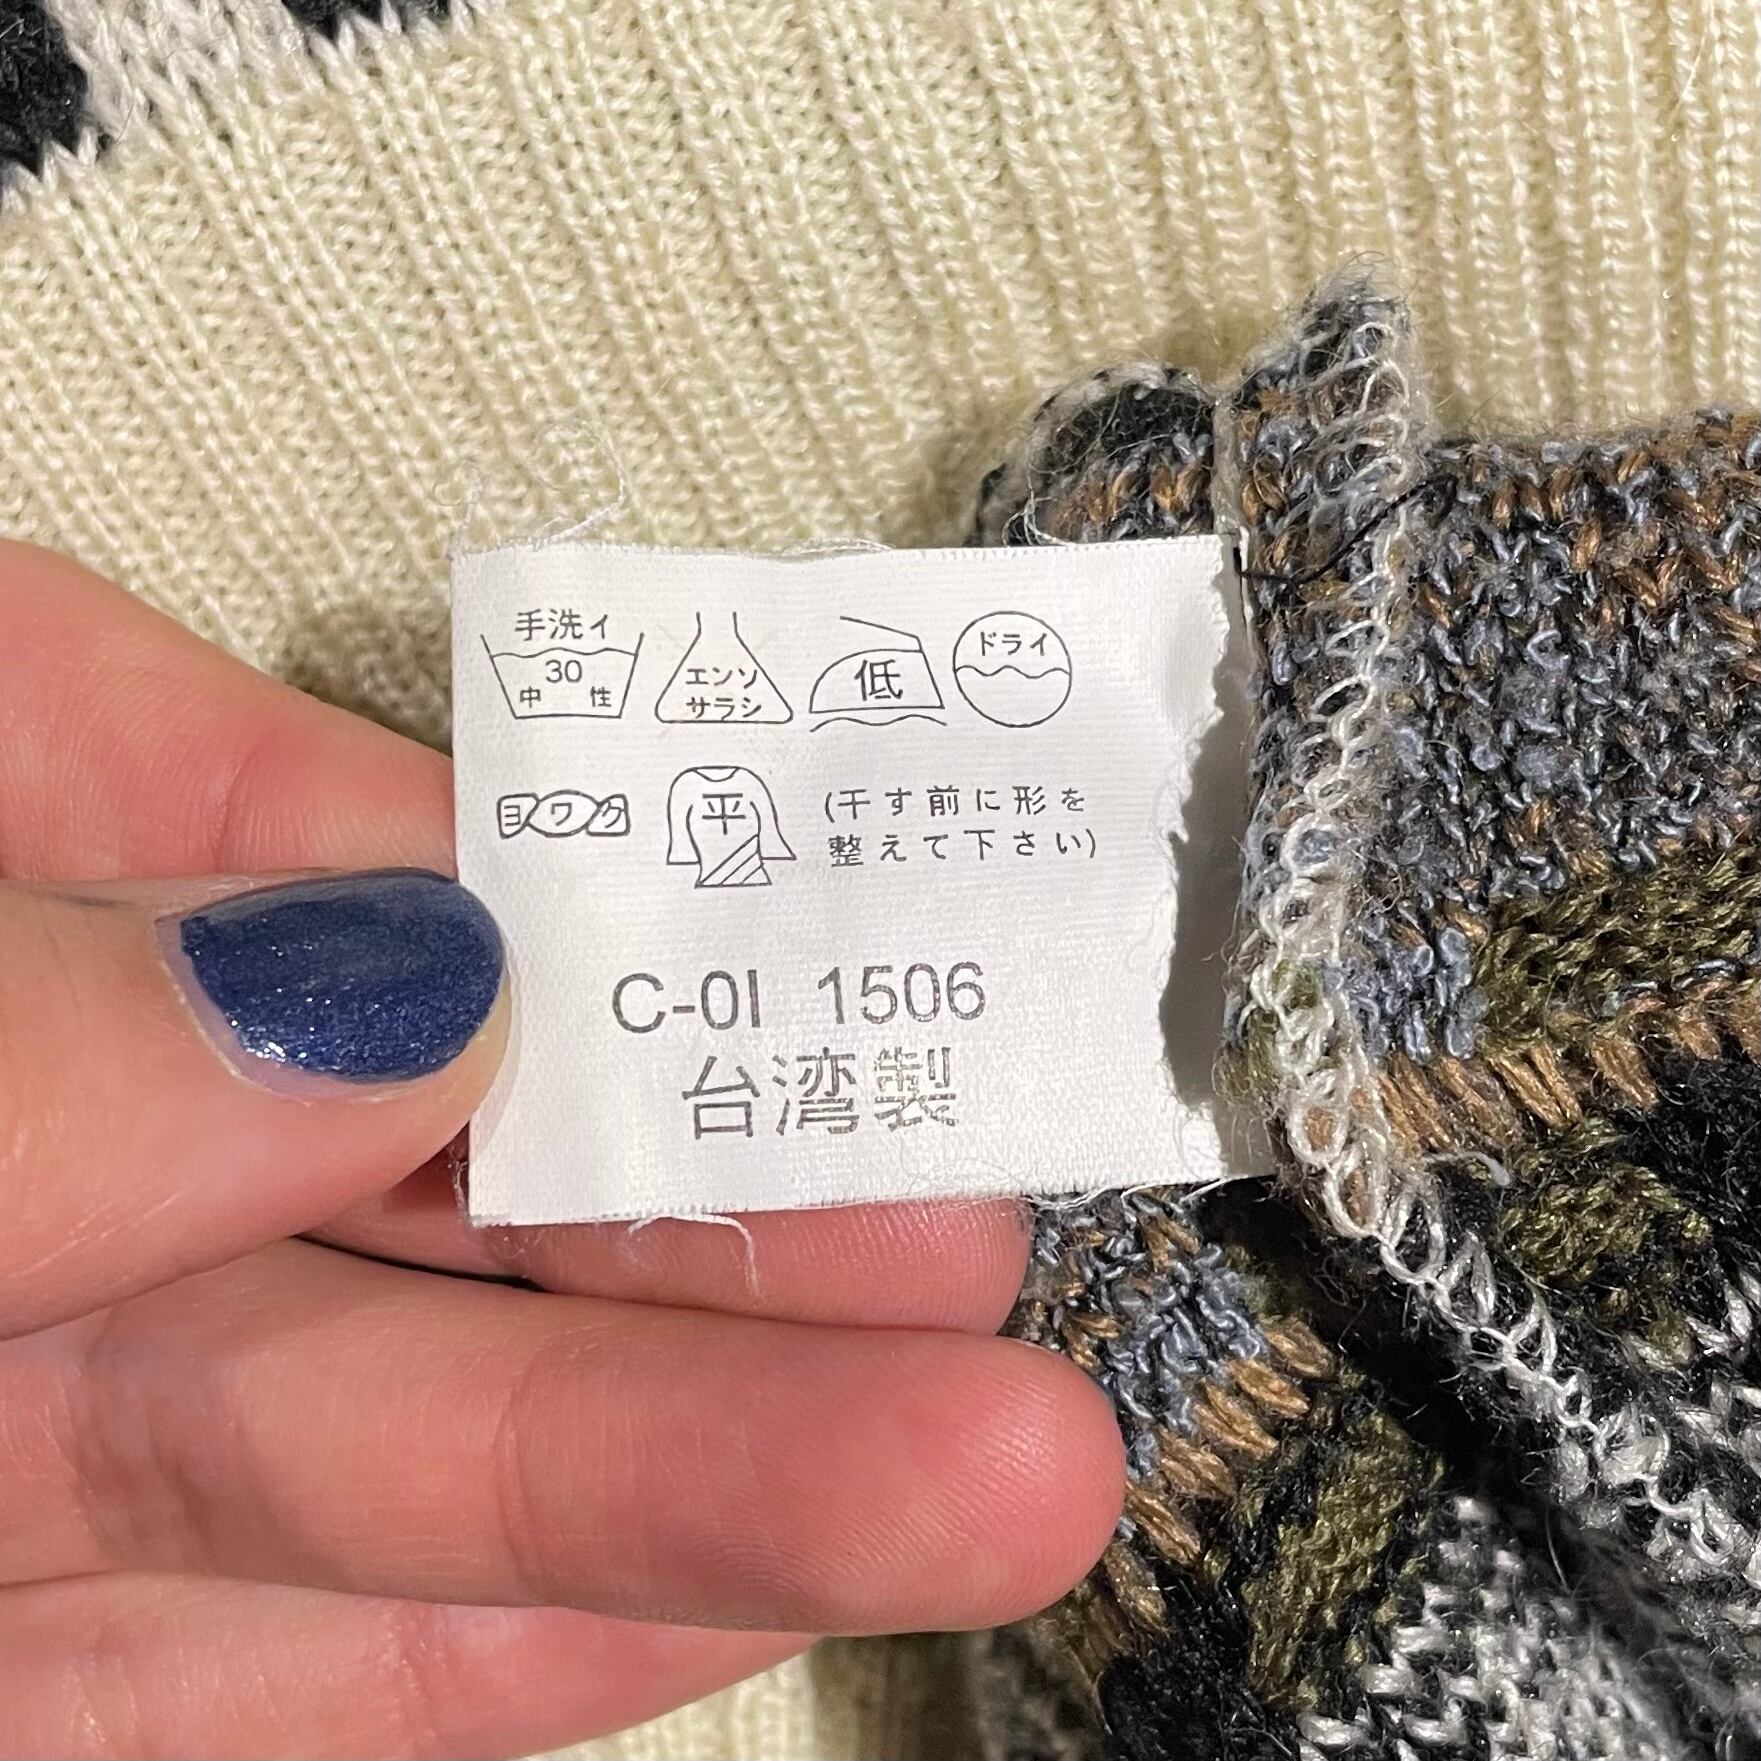 手洗イ
30
中 性
エンソ
サラシ
低
ドライ
ヨワク
平
(干す前に形を
整えて下さい)
C-0I 1506
台湾製